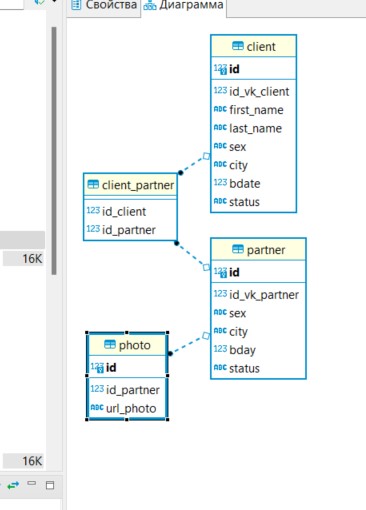 Свойства
Диаграмма
client
123 id
123 id_vk_client
ABC first_name
ABC last_name
ABC sex
ABC city
123 bdate
ABC status
client_partner
123 id_client
123 id_partner
16K
partner
123 id
123 id_vk_partner
ABC sex
ABC city
123 bday
ABC status
photo
123 id
123 id_partner
ABC url_photo
16K